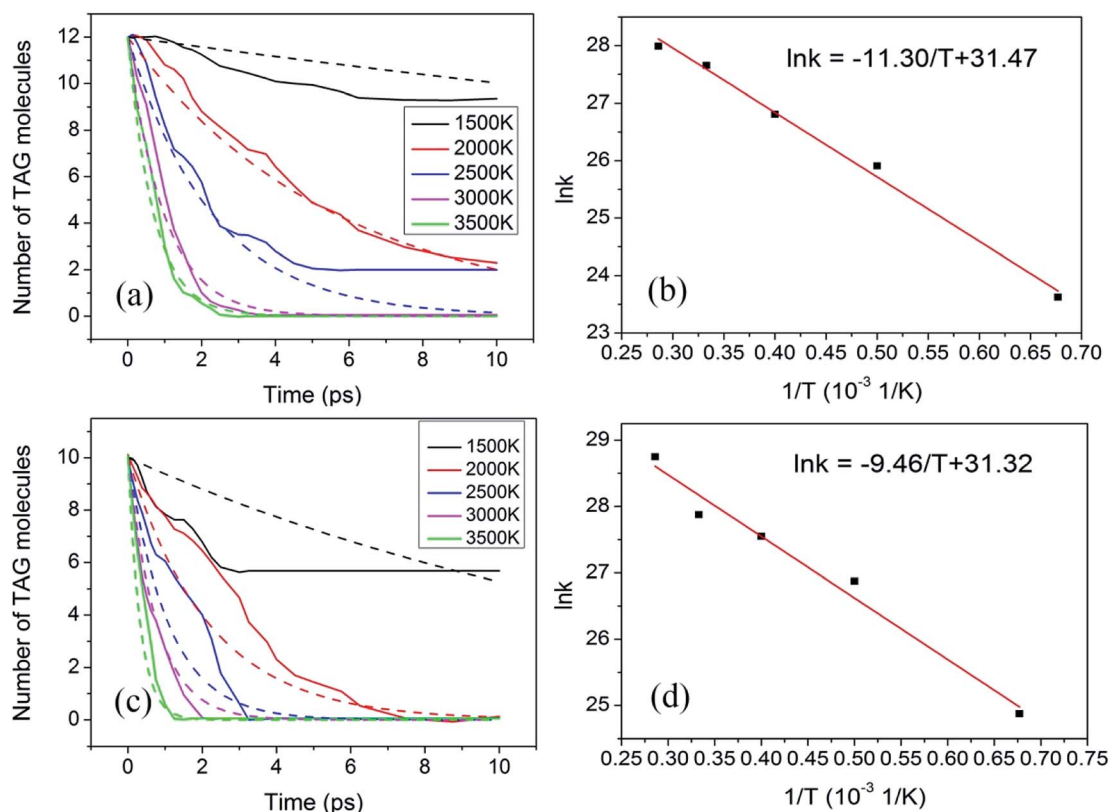 12
10
8
6
4
2
0
Number of TAG molecules
1500K
2000K
2500K
3000K
3500K
(a)
0 2 4 6 8 10
Time (ps)
28
27
26
25
24
23
lnk
lnk = -11.30/T+31.47
(b)
0.25 0.30 0.35 0.40 0.45 0.50 0.55 0.60 0.65 0.70
1/T (10⁻³ 1/K)
10
8
6
4
2
0
Number of TAG molecules
1500K
2000K
2500K
3000K
3500K
(c)
0 2 4 6 8 10
Time (ps)
29
28
27
26
25
lnk
lnk = -9.46/T+31.32
(d)
0.25 0.30 0.35 0.40 0.45 0.50 0.55 0.60 0.65 0.70 0.75
1/T (10⁻³ 1/K)